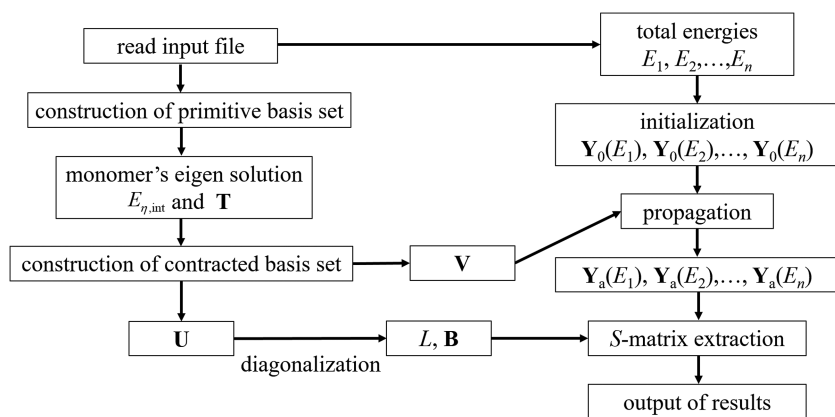 read input file
total energies
E₁, E₂,…,Eₙ
construction of primitive basis set
initialization
Y₀(E₁), Y₀(E₂),…, Y₀(Eₙ)
monomer’s eigen solution
E_η,int and T
propagation
construction of contracted basis set
V
Yₐ(E₁), Yₐ(E₂),…, Yₐ(Eₙ)
U
diagonalization
L, B
S-matrix extraction
output of results